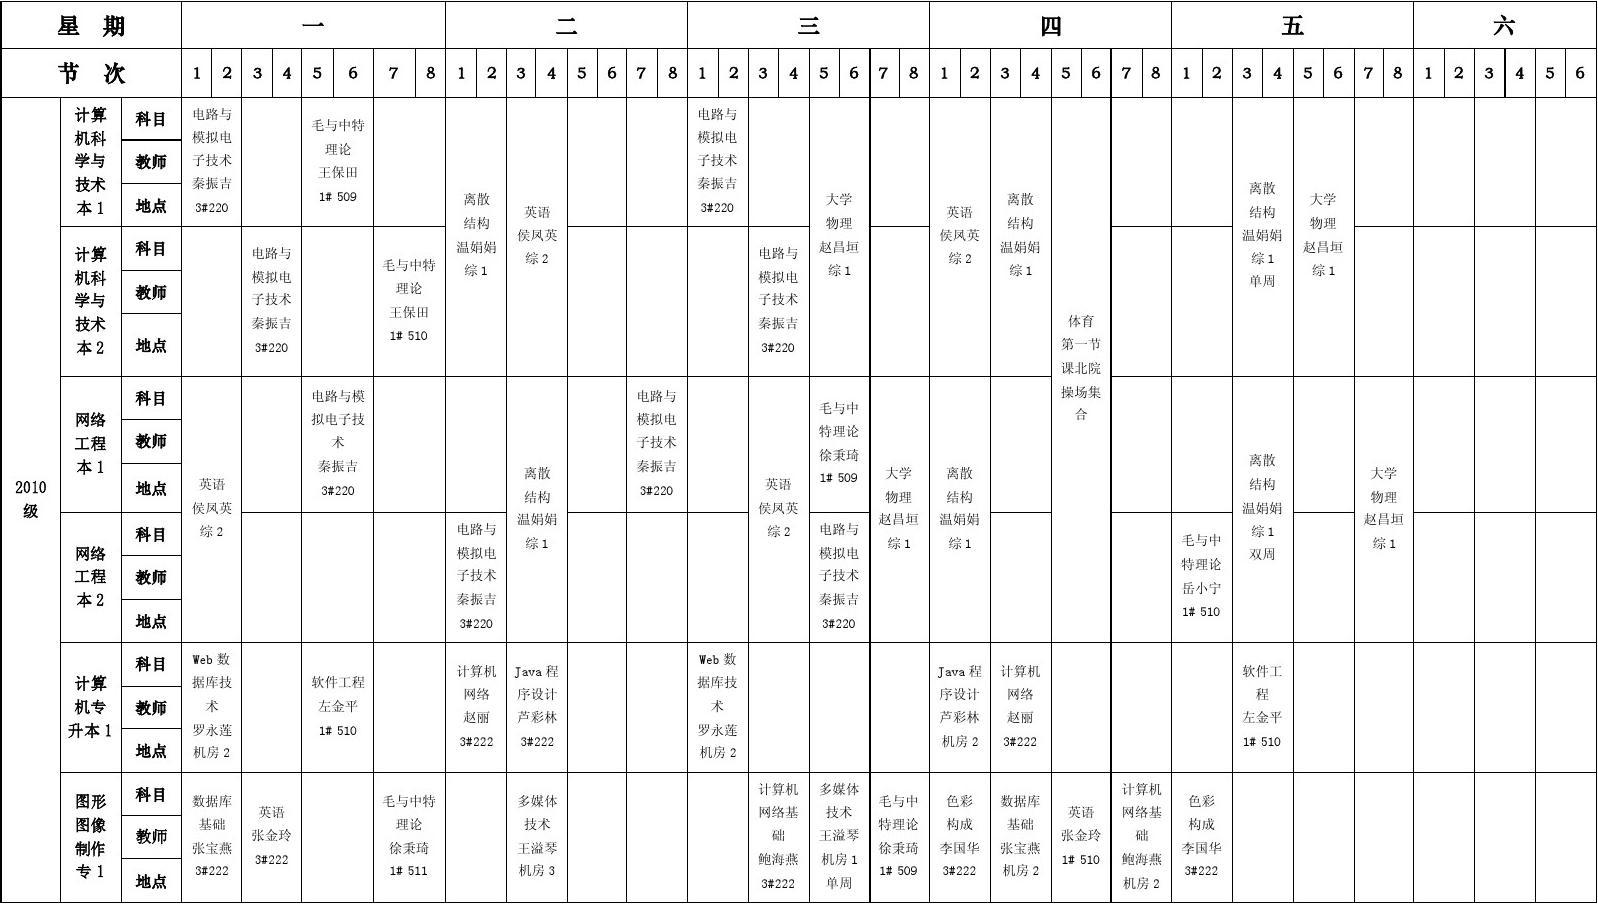 星 期 一 二 三 四 五 六
节 次 1 2 3 4 5 6 7 8 1 2 3 4 5 6 7 8 1 2 3 4 5 6 7 8 1 2 3 4 5 6 7 8 1 2 3 4 5 6 7 8 1 2 3 4 5 6
2010
级
计算
机科
学与
技术
本1
科目
教师
地点
电路与
模拟电
子技术
秦振吉
3#220
毛与中特
理论
王保田
1# 509
离散
结构
温娟娟
综1
英语
侯凤英
综2
电路与
模拟电
子技术
秦振吉
3#220
大学
物理
赵昌垣
综1
英语
侯凤英
综2
离散
结构
温娟娟
综1
体育
第一节
课北院
操场集
合
离散
结构
温娟娟
综1
单周
大学
物理
赵昌垣
综1
计算
机科
学与
技术
本2
科目
教师
地点
电路与
模拟电
子技术
秦振吉
3#220
毛与中特
理论
王保田
1# 510
电路与
模拟电
子技术
秦振吉
3#220
网络
工程
本1
科目
教师
地点
英语
侯凤英
综2
电路与模
拟电子技
术
秦振吉
3#220
离散
结构
温娟娟
综1
电路与
模拟电
子技术
秦振吉
3#220
英语
侯凤英
综2
毛与中
特理论
徐秉琦
1# 509
大学
物理
赵昌垣
综1
离散
结构
温娟娟
综1
离散
结构
温娟娟
综1
双周
大学
物理
赵昌垣
综1
网络
工程
本2
科目
教师
地点
电路与
模拟电
子技术
秦振吉
3#220
电路与
模拟电
子技术
秦振吉
3#220
毛与中
特理论
岳小宁
1# 510
计算
机专
升本1
科目
教师
地点
Web数
据库技
术
罗永莲
机房2
软件工程
左金平
1# 510
计算机
网络
赵丽
3#222
Java程
序设计
芦彩林
3#222
Web数
据库技
术
罗永莲
机房2
Java程
序设计
芦彩林
机房2
计算机
网络
赵丽
3#222
软件工
程
左金平
1# 510
图形
图像
制作
专1
科目
教师
地点
数据库
基础
张宝燕
3#222
英语
张金玲
3#222
毛与中特
理论
徐秉琦
1# 511
多媒体
技术
王溢琴
机房3
计算机
网络基
础
鲍海燕
3#222
多媒体
技术
王溢琴
机房1
单周
毛与中
特理论
徐秉琦
1# 509
色彩
构成
李国华
3#222
数据库
基础
张宝燕
机房2
英语
张金玲
1# 510
计算机
网络基
础
鲍海燕
机房2
色彩
构成
李国华
3#222